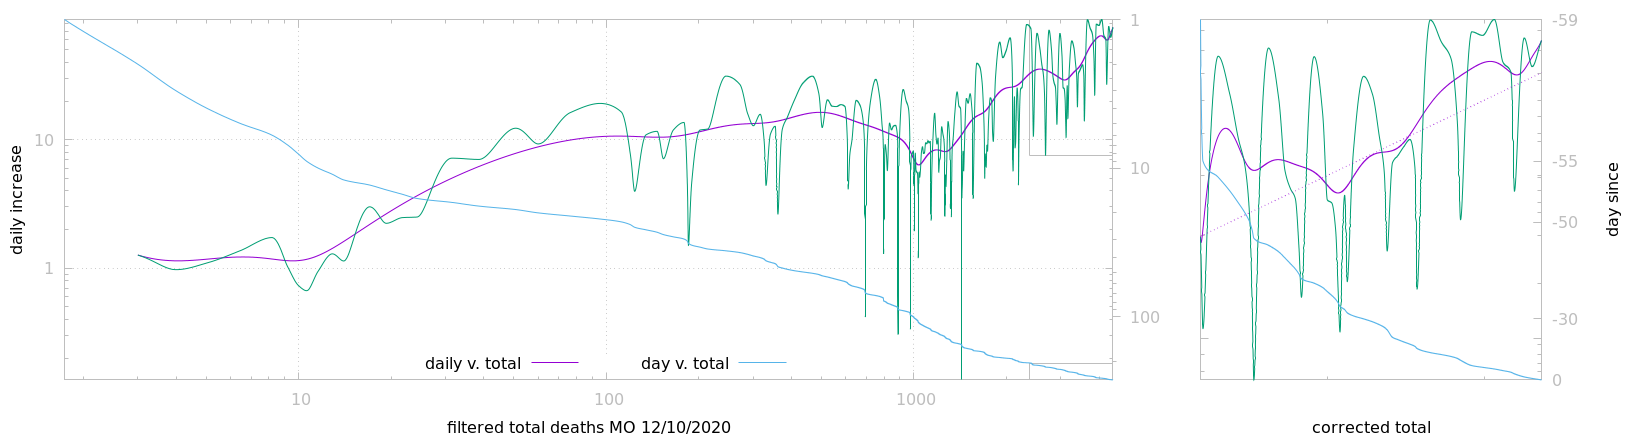 daily increase
10
1
daily v. total
day v. total
10
100
1000
filtered total deaths MO 12/10/2020
1
10
100
-59
-55
-50
-30
0
day since
corrected total